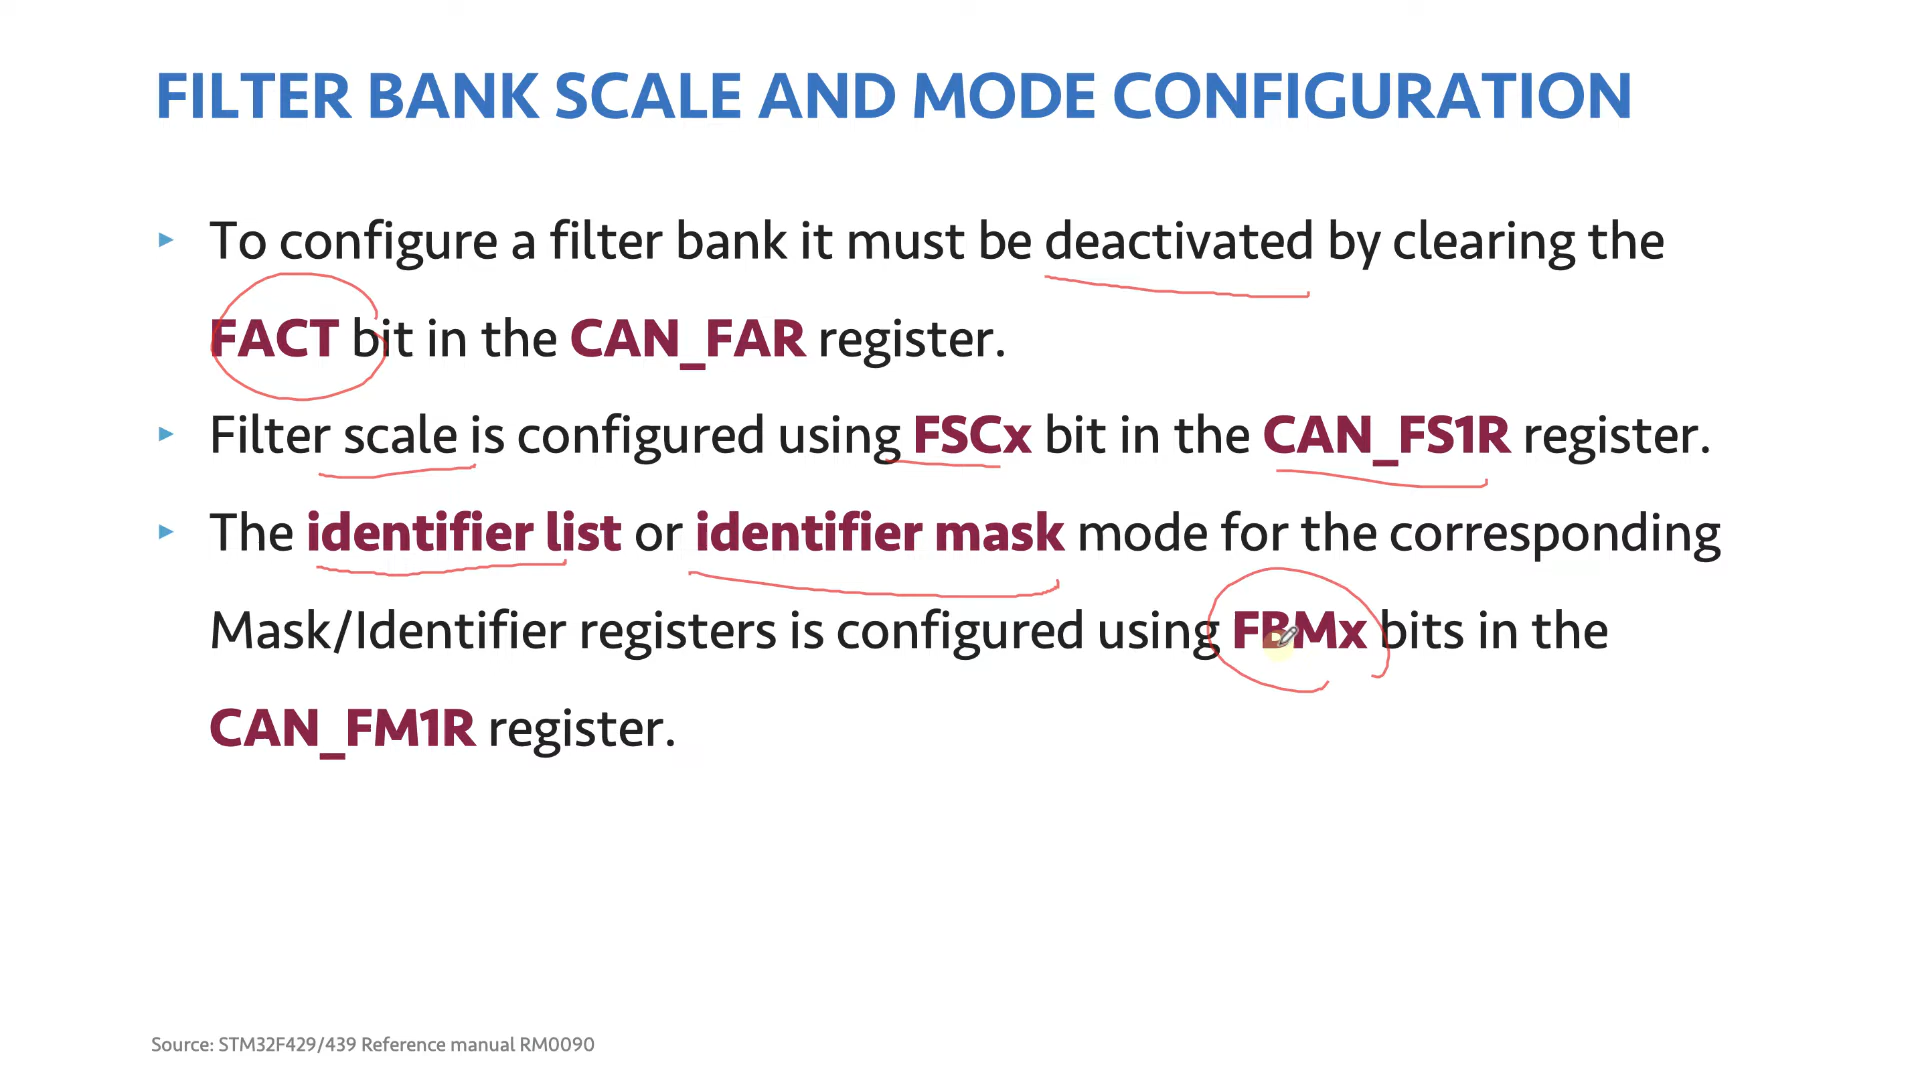 FILTER BANK SCALE AND MODE CONFIGURATION
▸ To configure a filter bank it must be deactivated by clearing the
FACT bit in the CAN_FAR register.
▸ Filter scale is configured using FSCx bit in the CAN_FS1R register.
▸ The identifier list or identifier mask mode for the corresponding
Mask/Identifier registers is configured using FBMx bits in the
CAN_FM1R register.
Source: STM32F429/439 Reference manual RM0090